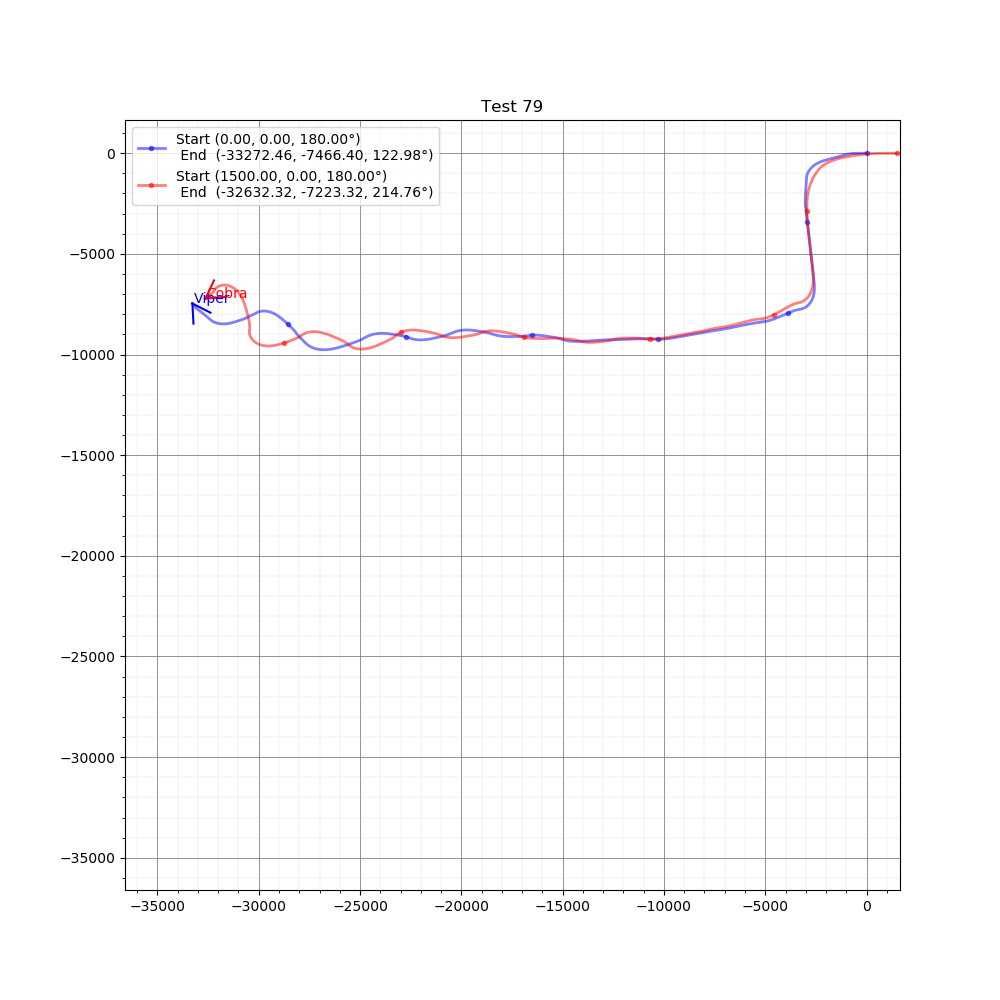 Test 79
Start (0.00, 0.00, 180.00°)
End (-33272.46, -7466.40, 122.98°)
Start (1500.00, 0.00, 180.00°)
End (-32632.32, -7223.32, 214.76°)
0
−5000
−10000
−15000
−20000
−25000
−30000
−35000
Cobra
Viper
−35000 −30000 −25000 −20000 −15000 −10000 −5000 0